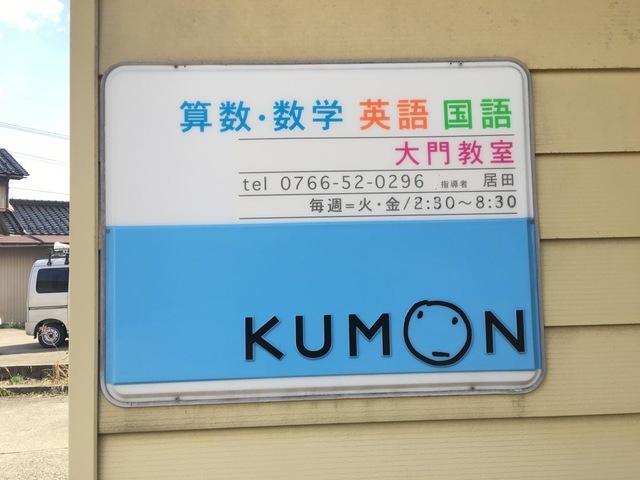 算数・数学 英語 国語
大門教室
tel 0766-52-0296 指導者 居田
毎週=火・金/2:30～8:30
KUMON